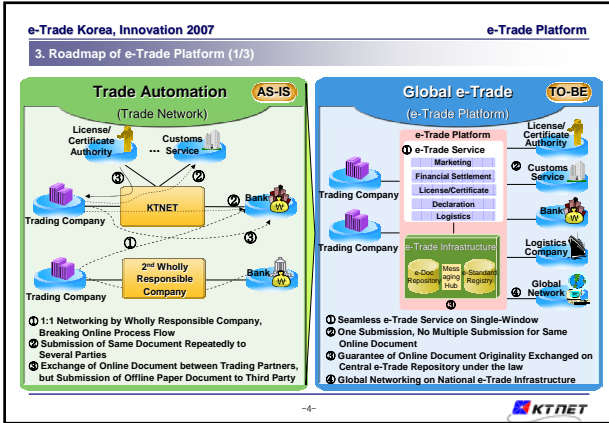 e-Trade Korea, Innovation 2007
e-Trade Platform
3. Roadmap of e-Trade Platform (1/3)
Trade Automation
AS-IS
(Trade Network)
License/
Certificate
Authority
...
Customs
Service
③
②
Trading Company
KTNET
②
Bank
₩
①
③
Trading Company
2nd Wholly
Responsible
Company
Bank
₩
① 1:1 Networking by Wholly Responsible Company,
Breaking Online Process Flow
② Submission of Same Document Repeatedly to
Several Parties
③ Exchange of Online Document between Trading Partners,
but Submission of Offline Paper Document to Third Party
Global e-Trade
TO-BE
(e-Trade Platform)
e-Trade Platform
① e-Trade Service
Marketing
Financial Settlement
License/Certificate
Declaration
Logistics
Trading Company
Trading Company
e-Trade Infrastructure
e-Doc
Repository
Mess
aging
Hub
e-Standard
Registry
③
License/
Certificate
Authority
②
Customs
Service
Bank
₩
Logistics
Company
④
Global
Network
① Seamless e-Trade Service on Single-Window
② One Submission, No Multiple Submission for Same
Online Document
③ Guarantee of Online Document Originality Exchanged on
Central e-Trade Repository under the law
④ Global Networking on National e-Trade Infrastructure
-4-
KTNET